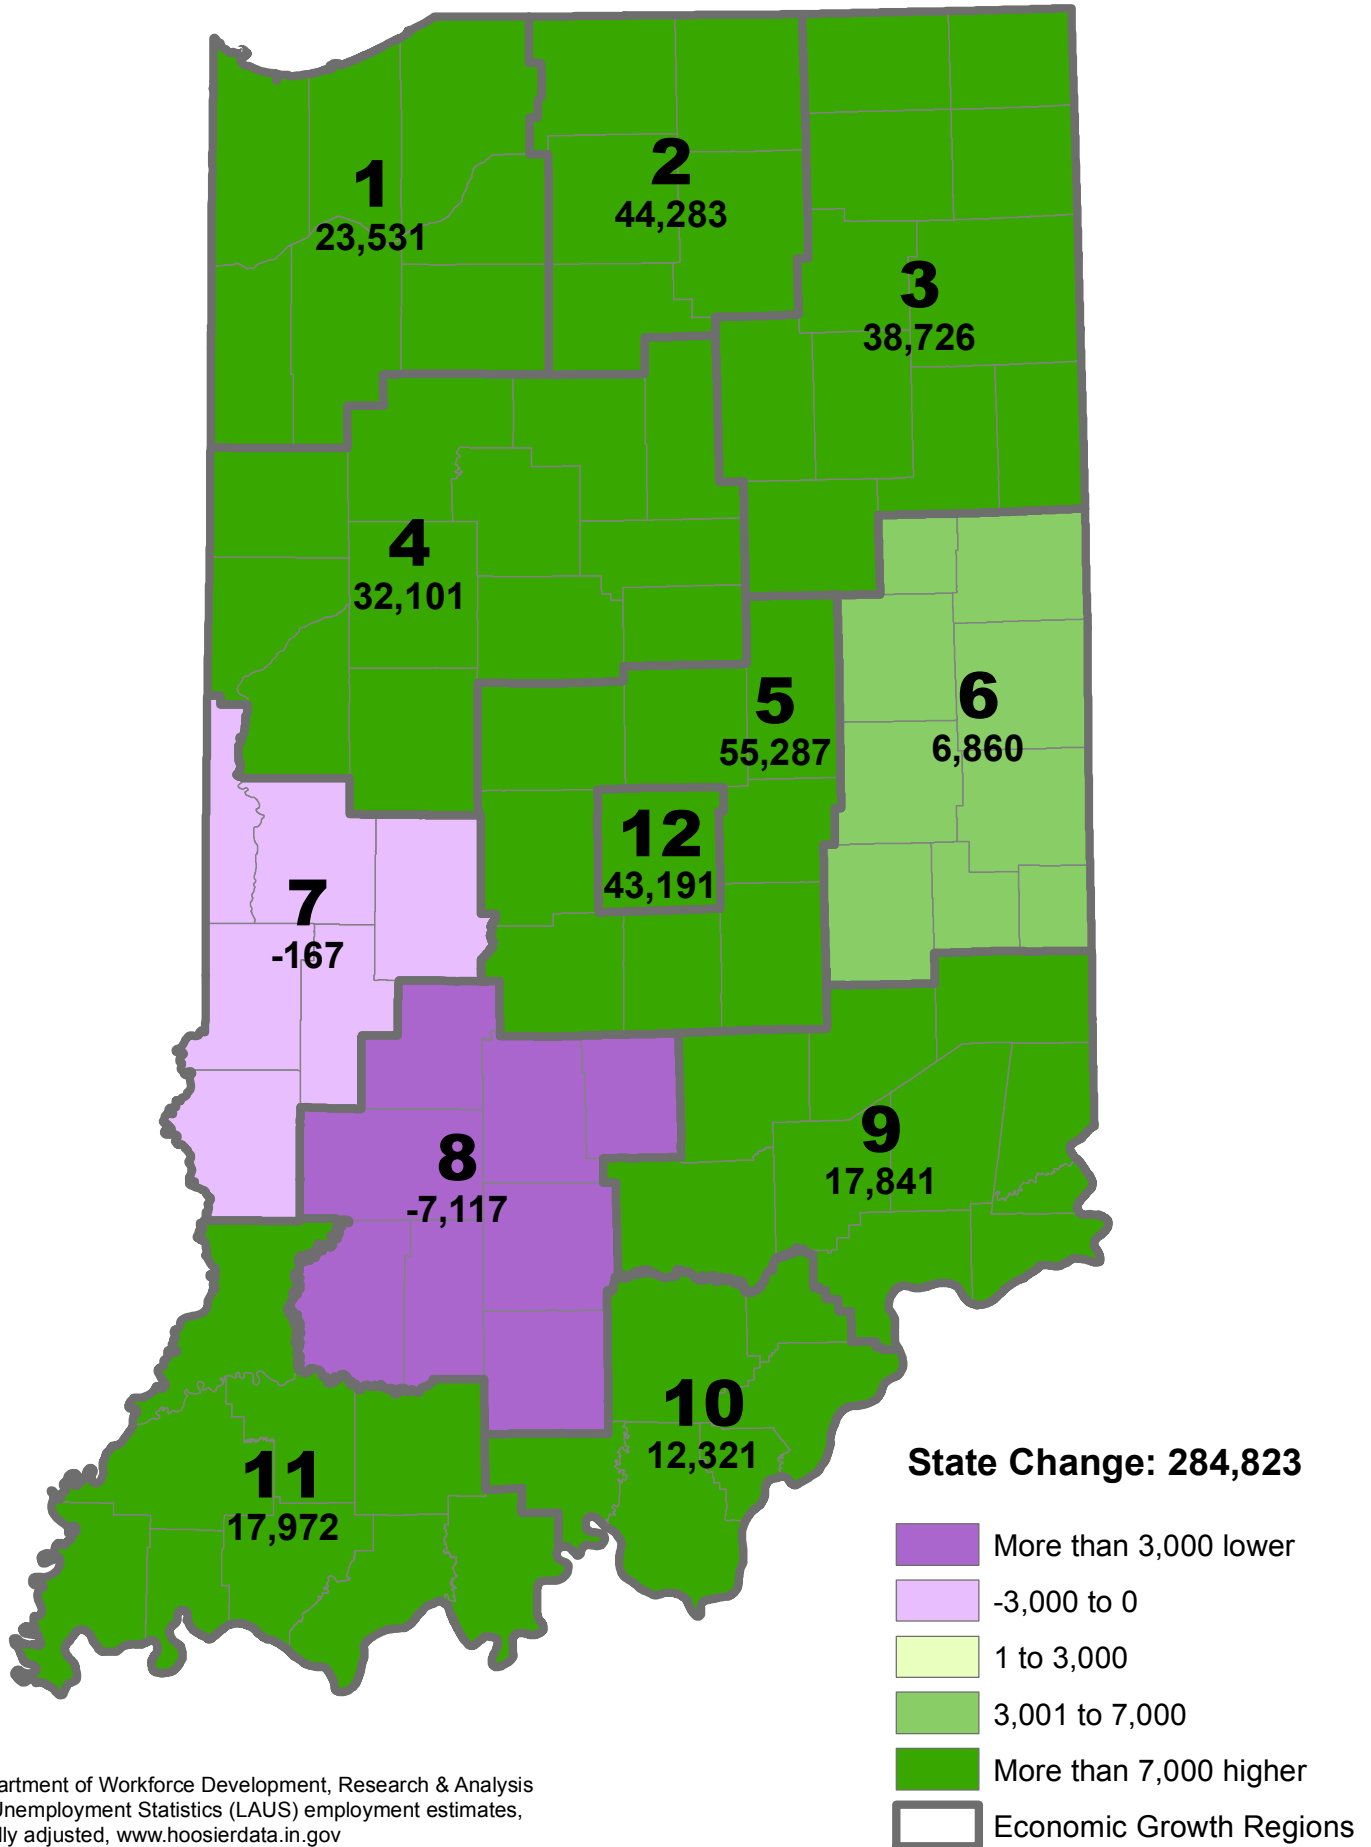 1
23,531
2
44,283
3
38,726
4
32,101
5
55,287
6
6,860
12
43,191
7
-167
8
-7,117
9
17,841
10
12,321
11
17,972
State Change: 284,823
More than 3,000 lower
-3,000 to 0
1 to 3,000
3,001 to 7,000
More than 7,000 higher
Economic Growth Regions
of Workforce Development, Research & Analysis
Unemployment Statistics (LAUS) employment estimates,
adjusted, www.hoosierdata.in.gov